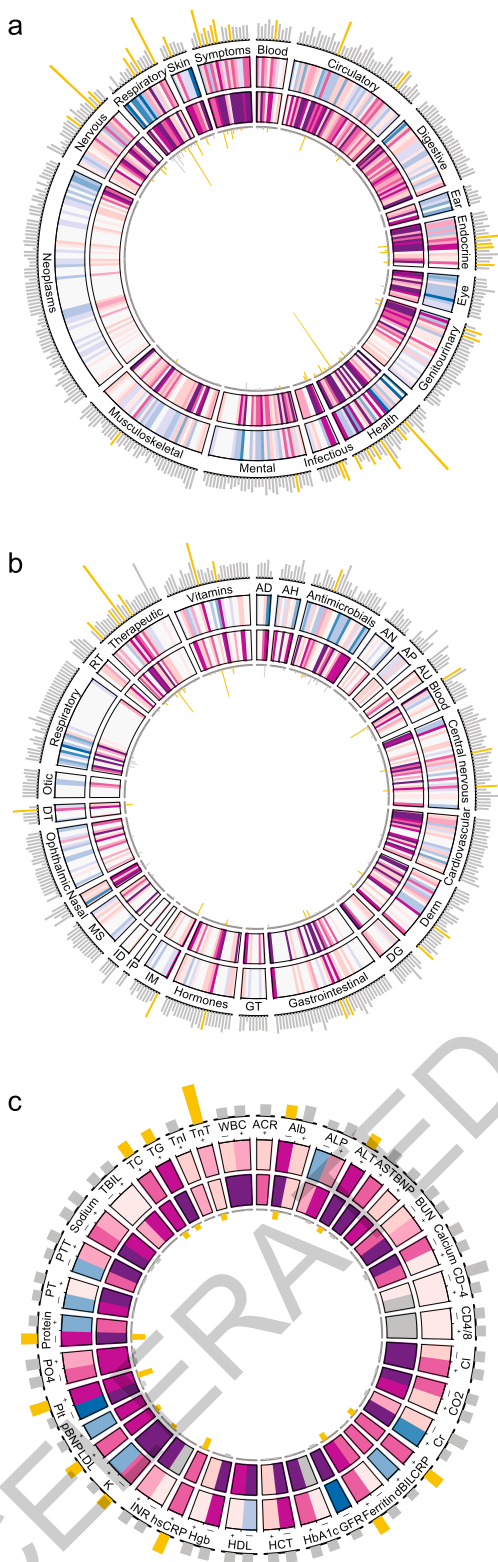 a
Blood
Circulatory
Digestive
Ear
Endocrine
Eye
Genitourinary
Health
Infectious
Mental
Musculoskeletal
Neoplasms
Nervous
Respiratory
Skin
Symptoms
b
AD
AH
Antimicrobials
AN
AP
AU
Blood
Central nervous
Cardiovascular
Derm
DG
Gastrointestinal
GT
Hormones
IM
IP
ID
MS
Nasal
Ophthalmic
DT
Otic
Respiratory
RT
Therapeutic
Vitamins
c
ACR
Alb
ALP
ALT
AST
BNP
BUN
Calcium
CD-4
CD4/8
Cl
CO2
Cr
CRP
dBIL
Ferritin
GFR
HbA1c
HCT
HDL
Hgb
hsCRP
INR
K
LDL
pBNP
Plt
PO4
Protein
PT
PTT
Sodium
TBIL
TC
TG
TnI
TnT
WBC